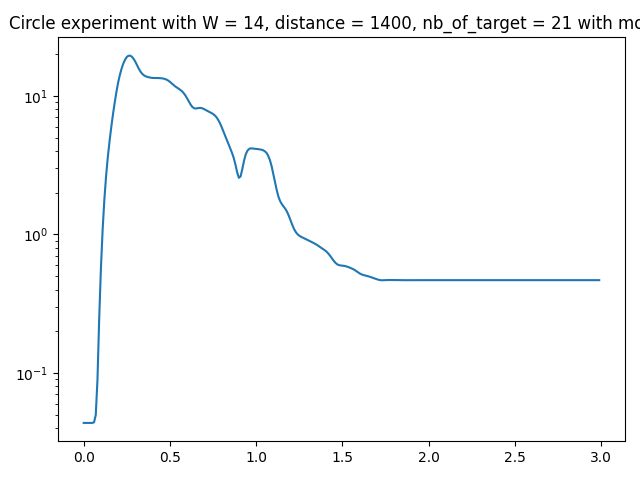 Circle experiment with W = 14, distance = 1400, nb_of_target = 21 with
10¹
10⁰
10⁻¹
0.0 0.5 1.0 1.5 2.0 2.5 3.0